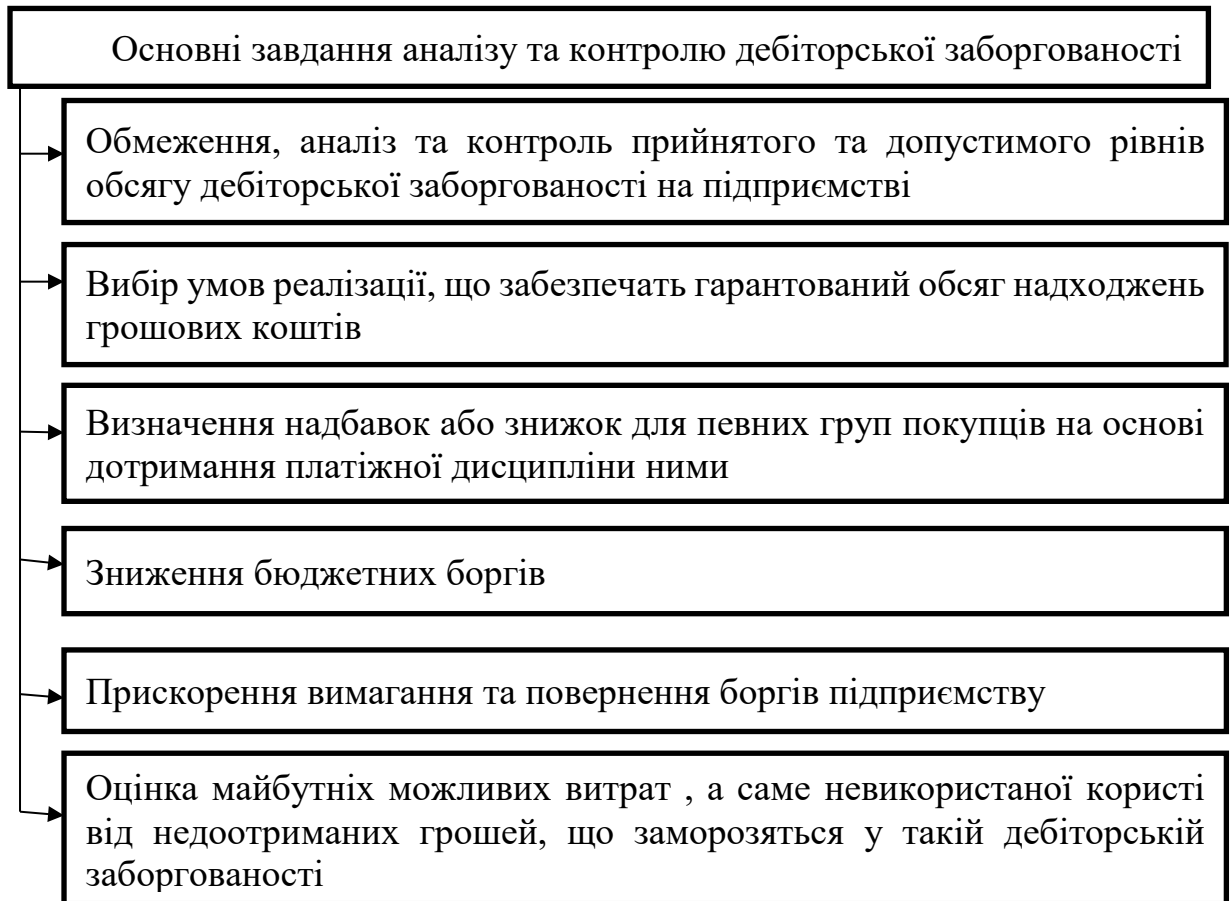 Основні завдання аналізу та контролю дебіторської заборгованості
Обмеження, аналіз та контроль прийнятого та допустимого рівнів
обсягу дебіторської заборгованості на підприємстві
Вибір умов реалізації, що забезпечать гарантований обсяг надходжень
грошових коштів
Визначення надбавок або знижок для певних груп покупців на основі
дотримання платіжної дисципліни ними
Зниження бюджетних боргів
Прискорення вимагання та повернення боргів підприємству
Оцінка майбутніх можливих витрат , а саме невикористаної користі
від недоотриманих грошей, що заморозяться у такій дебіторській
заборгованості